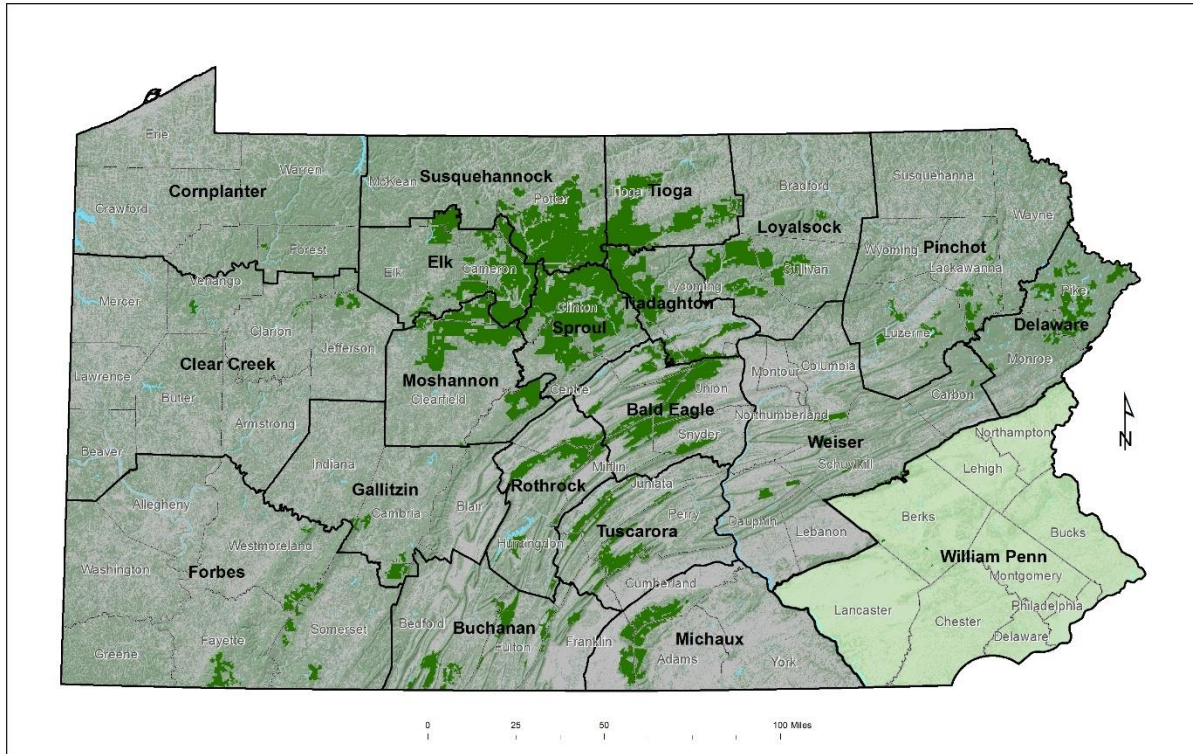 Erie
Warren
McKean
Susquehannock
Potter
Tioga
Tioga
Bradford
Susquehanna
Wayne
Cornplanter
Crawford
Forest
Elk
Elk
Cameron
Loyalsock
Wyoming
Pinchot
Lackawanna
Sullivan
Lycoming
Pike
Venango
Mercer
Clinton
Tiadaghton
Sproul
Delaware
Clarion
Jefferson
Luzerne
Monroe
Clear Creek
Lawrence
Moshannon
Clearfield
Centre
Columbia
Montour
Union
Carbon
Butler
Armstrong
Bald Eagle
Northumberland
Snyder
Weiser
Northampton
Beaver
Indiana
Mifflin
Schuylkill
Lehigh
Allegheny
Gallitzin
Rothrock
Juniata
Cambria
Blair
Perry
Dauphin
Berks
Bucks
Westmoreland
Huntingdon
Tuscarora
Lebanon
William Penn
Washington
Forbes
Cumberland
Montgomery
Lancaster
Philadelphia
Chester
Bedford
Buchanan
Michaux
Delaware
Fayette
Somerset
Fulton
Franklin
Adams
York
Greene
N
0 25 50 100 Miles